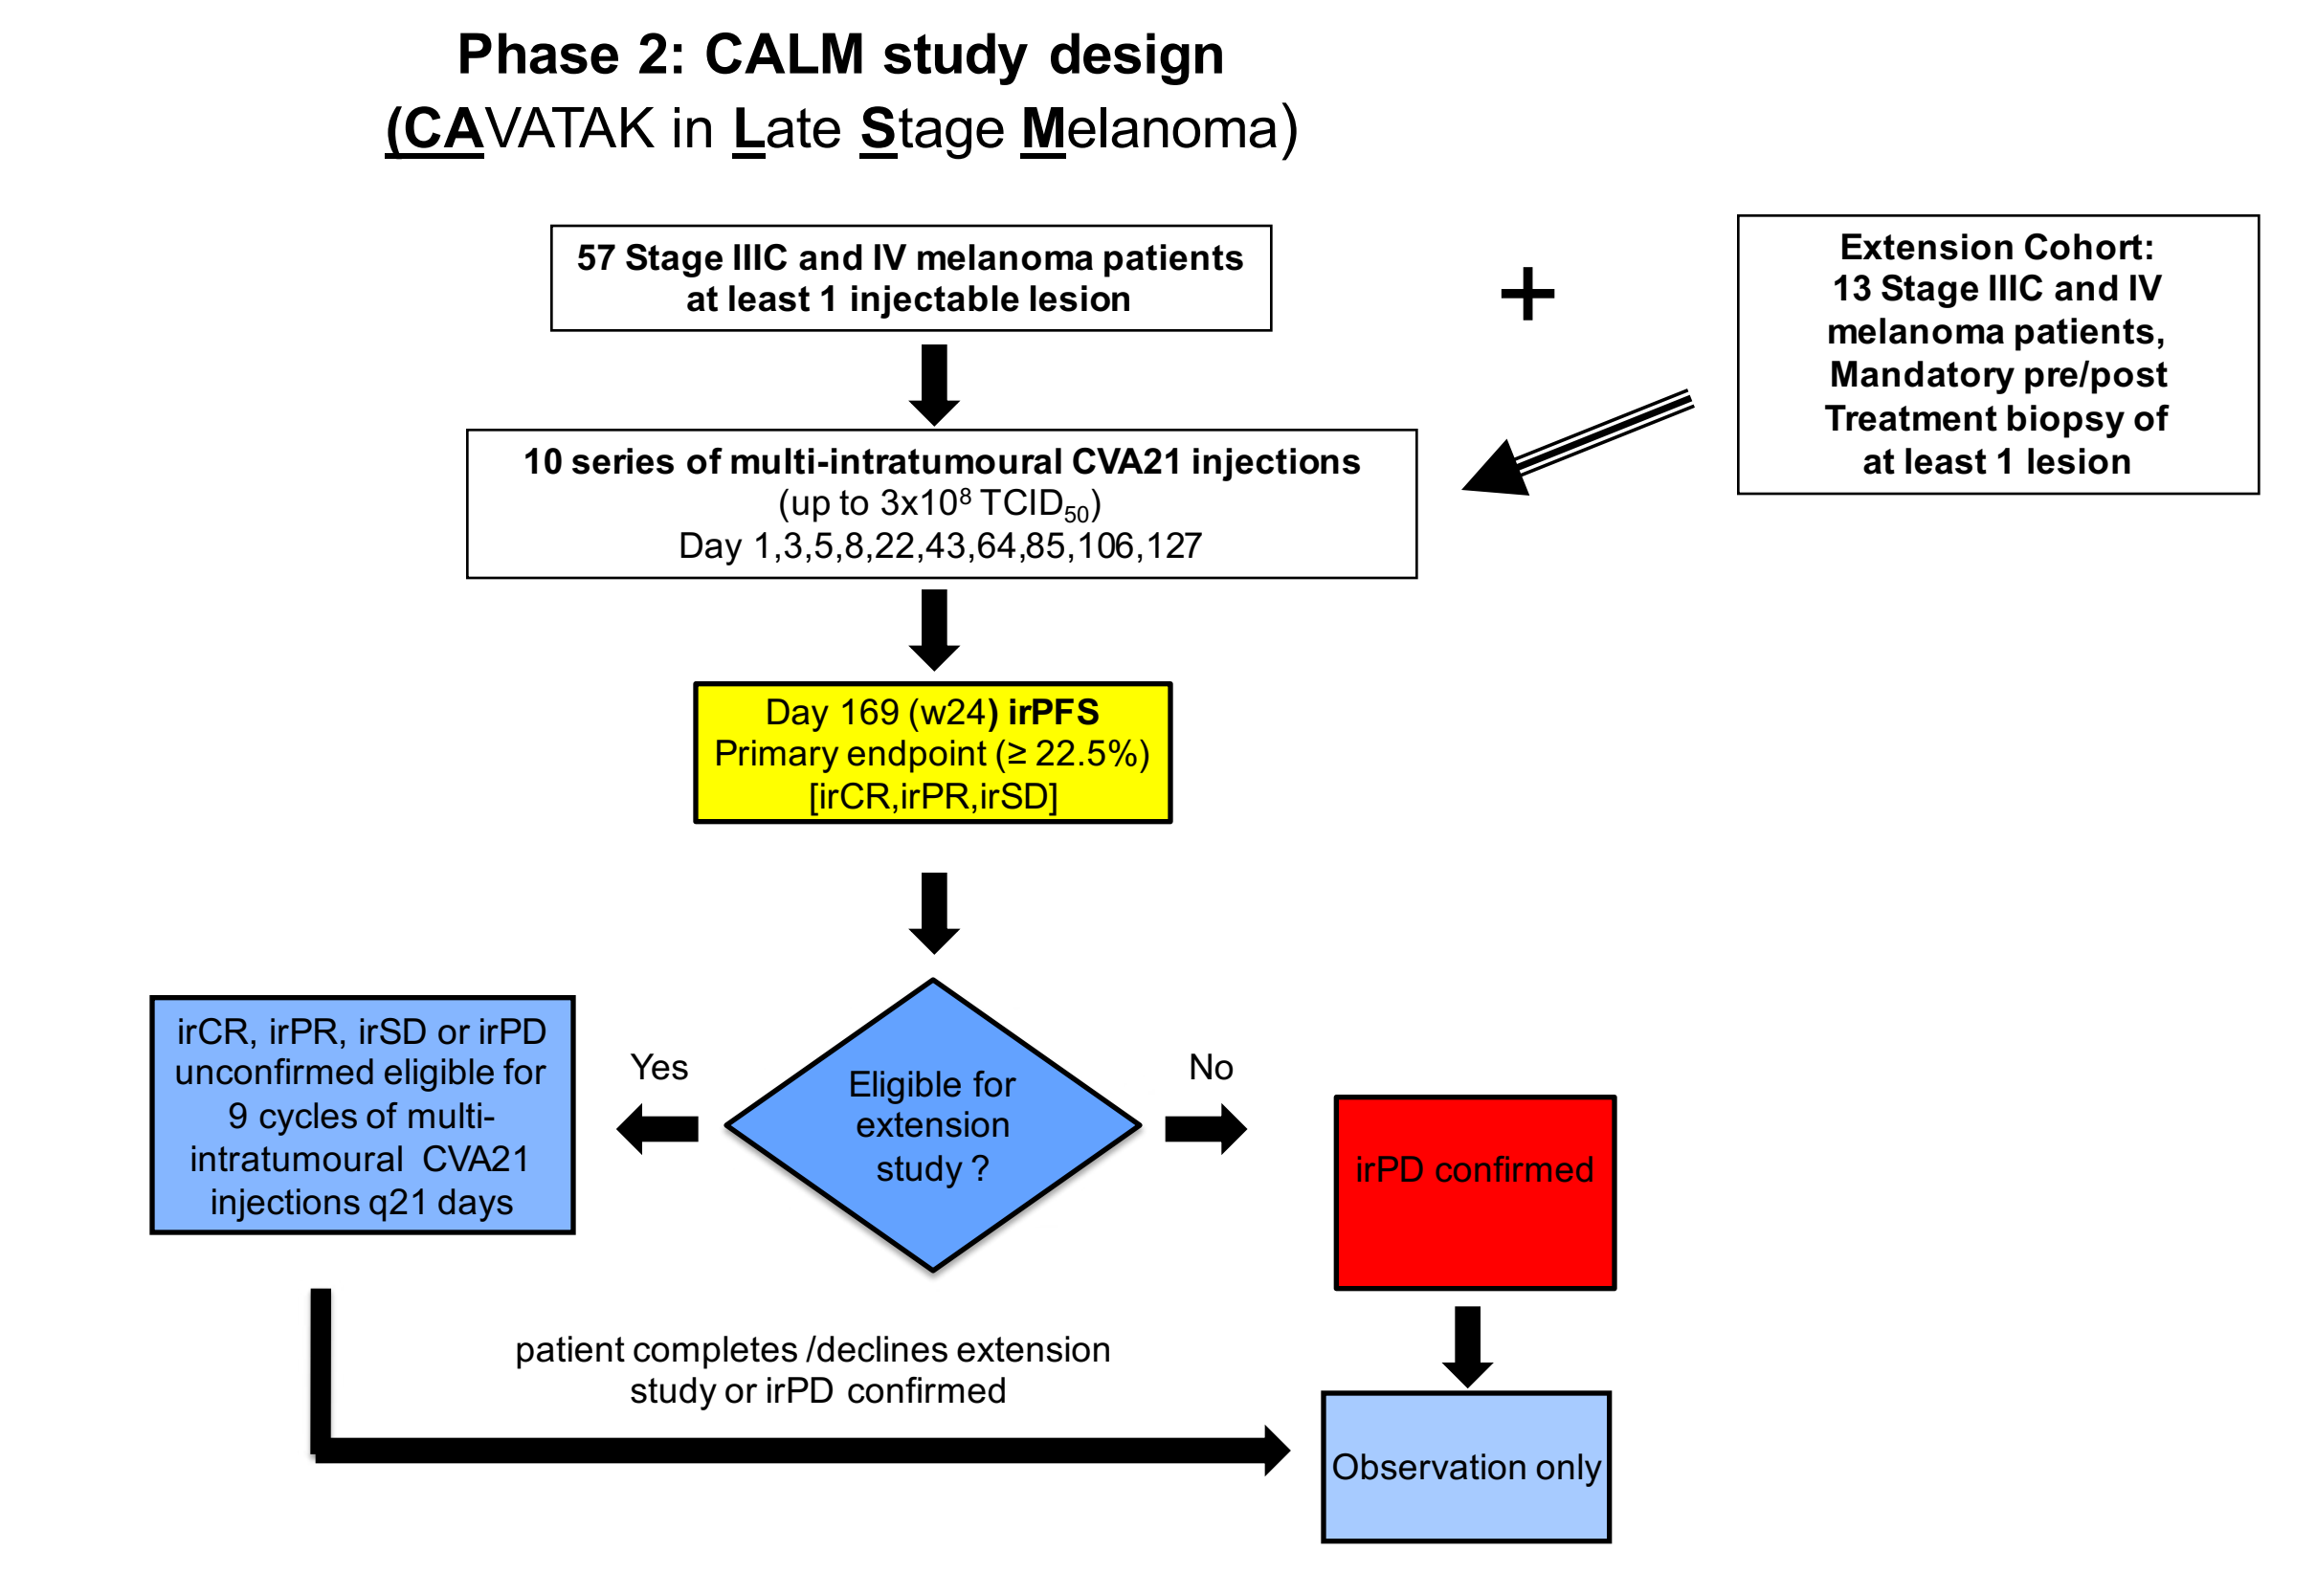 Phase 2: CALM study design
(CAVATAK in Late Stage Melanoma)
57 Stage IIIC and IV melanoma patients
at least 1 injectable lesion
+
Extension Cohort:
13 Stage IIIC and IV
melanoma patients,
Mandatory pre/post
Treatment biopsy of
at least 1 lesion
10 series of multi-intratumoural CVA21 injections
(up to 3x10⁸ TCID₅₀)
Day 1,3,5,8,22,43,64,85,106,127
Day 169 (w24) irPFS
Primary endpoint (≥ 22.5%)
[irCR,irPR,irSD]
irCR, irPR, irSD or irPD
unconfirmed eligible for
9 cycles of multi-
intratumoural CVA21
injections q21 days
Yes
Eligible for
extension
study ?
No
irPD confirmed
patient completes /declines extension
study or irPD confirmed
Observation only